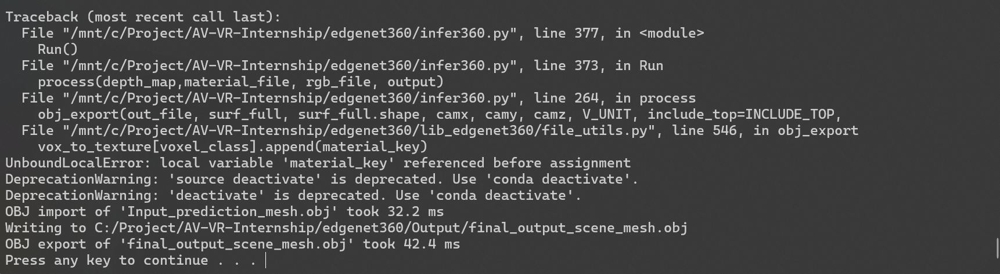 Traceback (most recent call last):
  File "/mnt/c/Project/AV-VR-Internship/edgenet360/infer360.py", line 377, in <module>
    Run()
  File "/mnt/c/Project/AV-VR-Internship/edgenet360/infer360.py", line 373, in Run
    process(depth_map,material_file, rgb_file, output)
  File "/mnt/c/Project/AV-VR-Internship/edgenet360/infer360.py", line 264, in process
    obj_export(out_file, surf_full, surf_full.shape, camx, camy, camz, V_UNIT, include_top=INCLUDE_TOP,
  File "/mnt/c/Project/AV-VR-Internship/edgenet360/lib_edgenet360/file_utils.py", line 546, in obj_export
    vox_to_texture[voxel_class].append(material_key)
UnboundLocalError: local variable 'material_key' referenced before assignment
DeprecationWarning: 'source deactivate' is deprecated. Use 'conda deactivate'.
DeprecationWarning: 'deactivate' is deprecated. Use 'conda deactivate'.
OBJ import of 'Input_prediction_mesh.obj' took 32.2 ms
Writing to C:/Project/AV-VR-Internship/edgenet360/Output/final_output_scene_mesh.obj
OBJ export of 'final_output_scene_mesh.obj' took 42.4 ms
Press any key to continue . . .